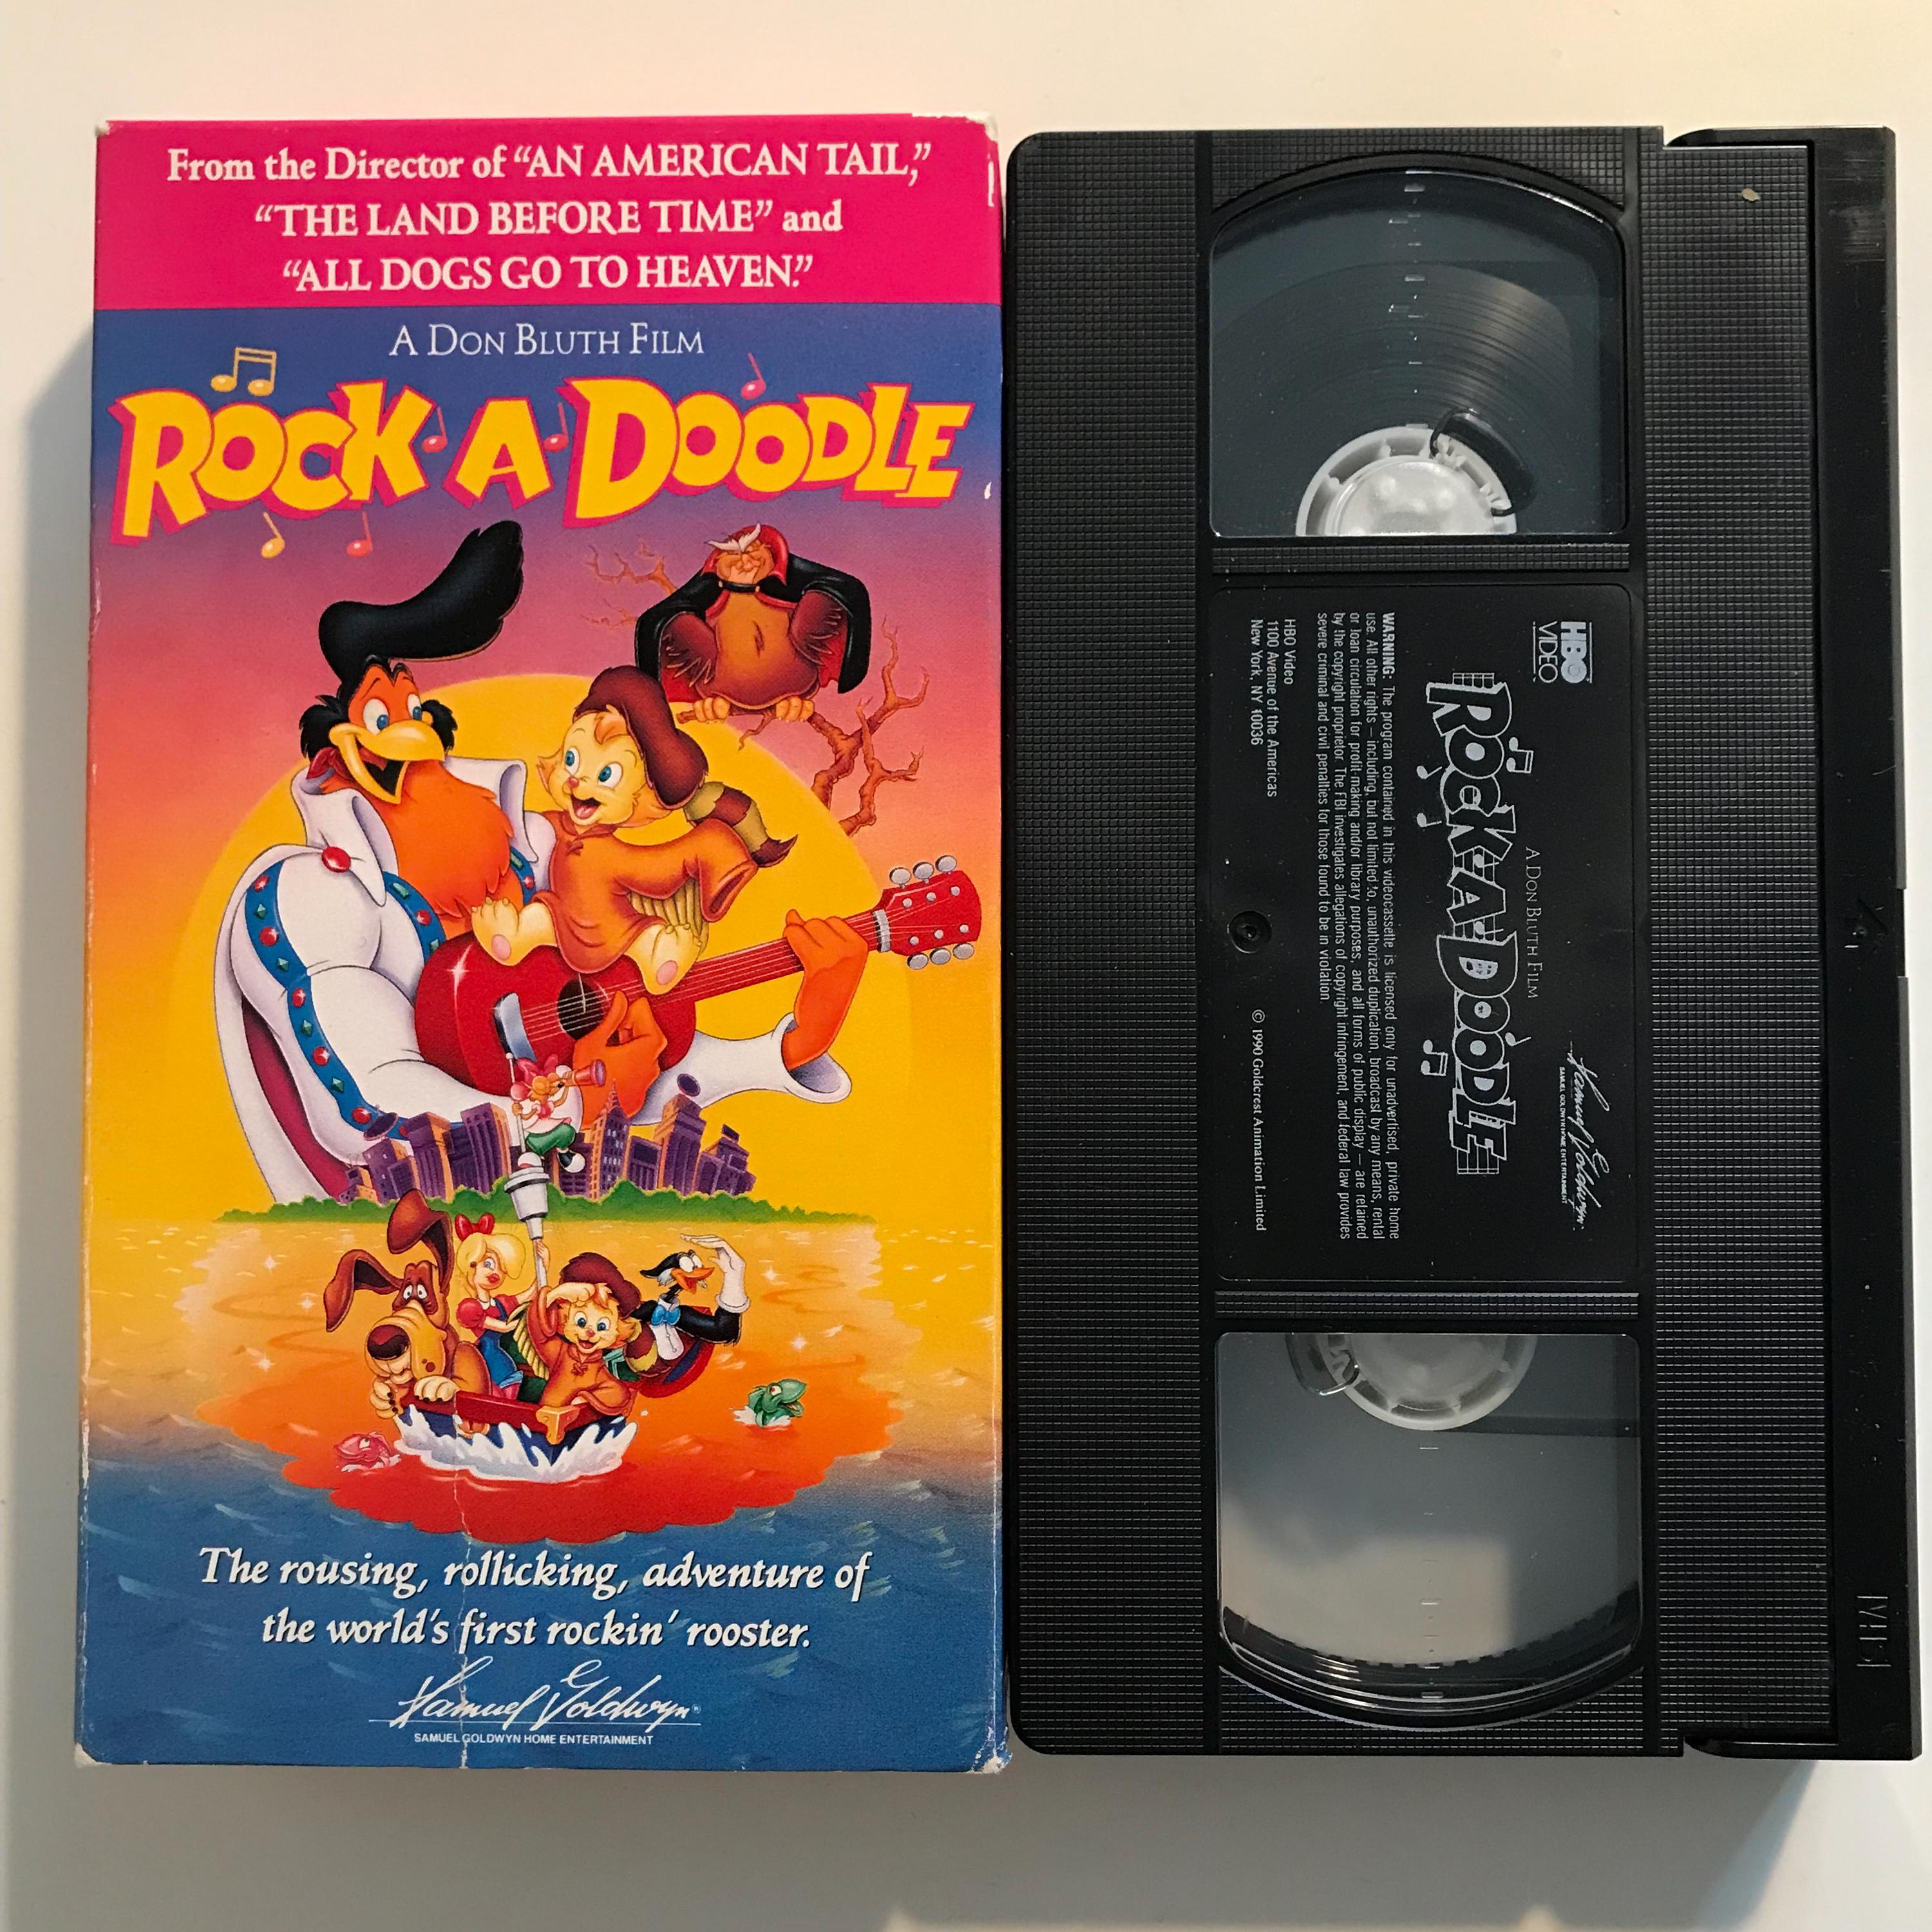 From the Director of “AN AMERICAN TAIL,”
“THE LAND BEFORE TIME” and
“ALL DOGS GO TO HEAVEN.”
A DON BLUTH FILM
ROCK·A·DOODLE
The rousing, rollicking, adventure of
the world's first rockin' rooster.
Samuel Goldwyn®
SAMUEL GOLDWYN HOME ENTERTAINMENT
HBO
VIDEO
Samuel Goldwyn
SAMUEL GOLDWYN HOME ENTERTAINMENT
A DON BLUTH FILM
ROCK·A·DOODLE
WARNING: The program contained in this videocassette is licensed only for unadvertised, private home
use. All other rights — including, but not limited to, unauthorized duplication, broadcast by any means, rental
or loan circulation for profit-making and/or library purposes, and all forms of public display — are retained
by the copyright proprietor. The FBI investigates allegations of copyright infringement, and federal law provides
severe criminal and civil penalties for those found to be in violation.
HBO Video
1100 Avenue of the Americas
New York, NY 10036
© 1990 Goldcrest Animation Limited